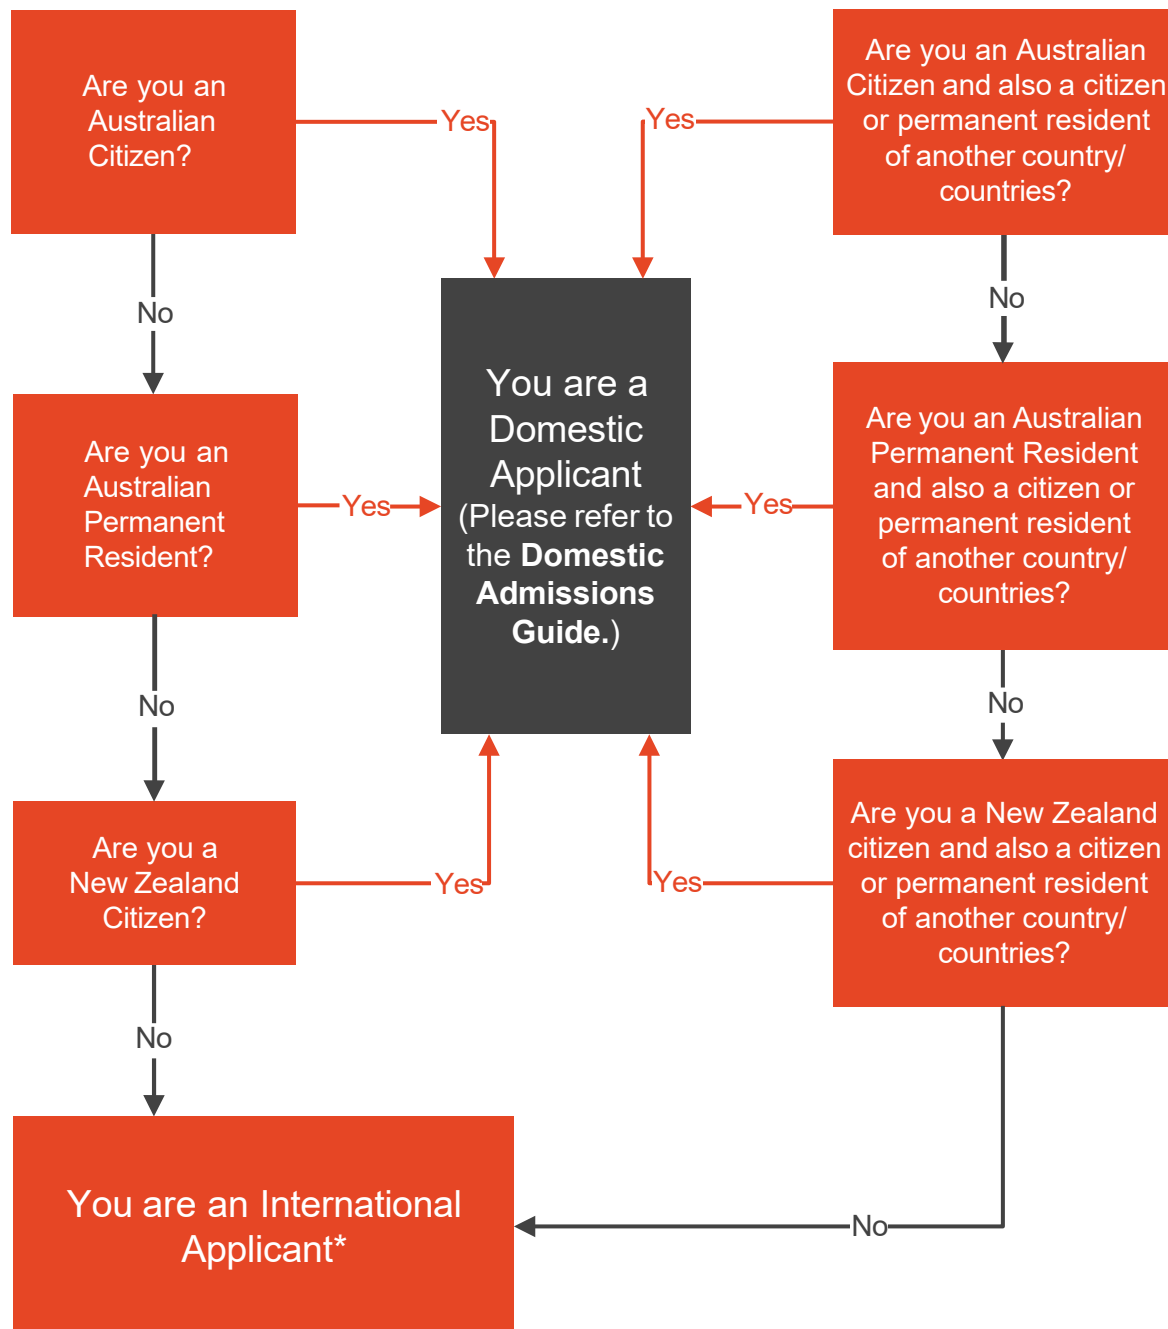 Are you an
Australian
Citizen?
Yes
No
Are you an
Australian
Permanent
Resident?
Yes
No
Are you a
New Zealand
Citizen?
Yes
No
You are an International
Applicant*
You are a
Domestic
Applicant
(Please refer to
the Domestic
Admissions
Guide.)
Are you an Australian
Citizen and also a citizen
or permanent resident
of another country/
countries?
Yes
No
Are you an Australian
Permanent Resident
and also a citizen or
permanent resident
of another country/
countries?
Yes
No
Are you a New Zealand
citizen and also a citizen
or permanent resident
of another country/
countries?
Yes
No